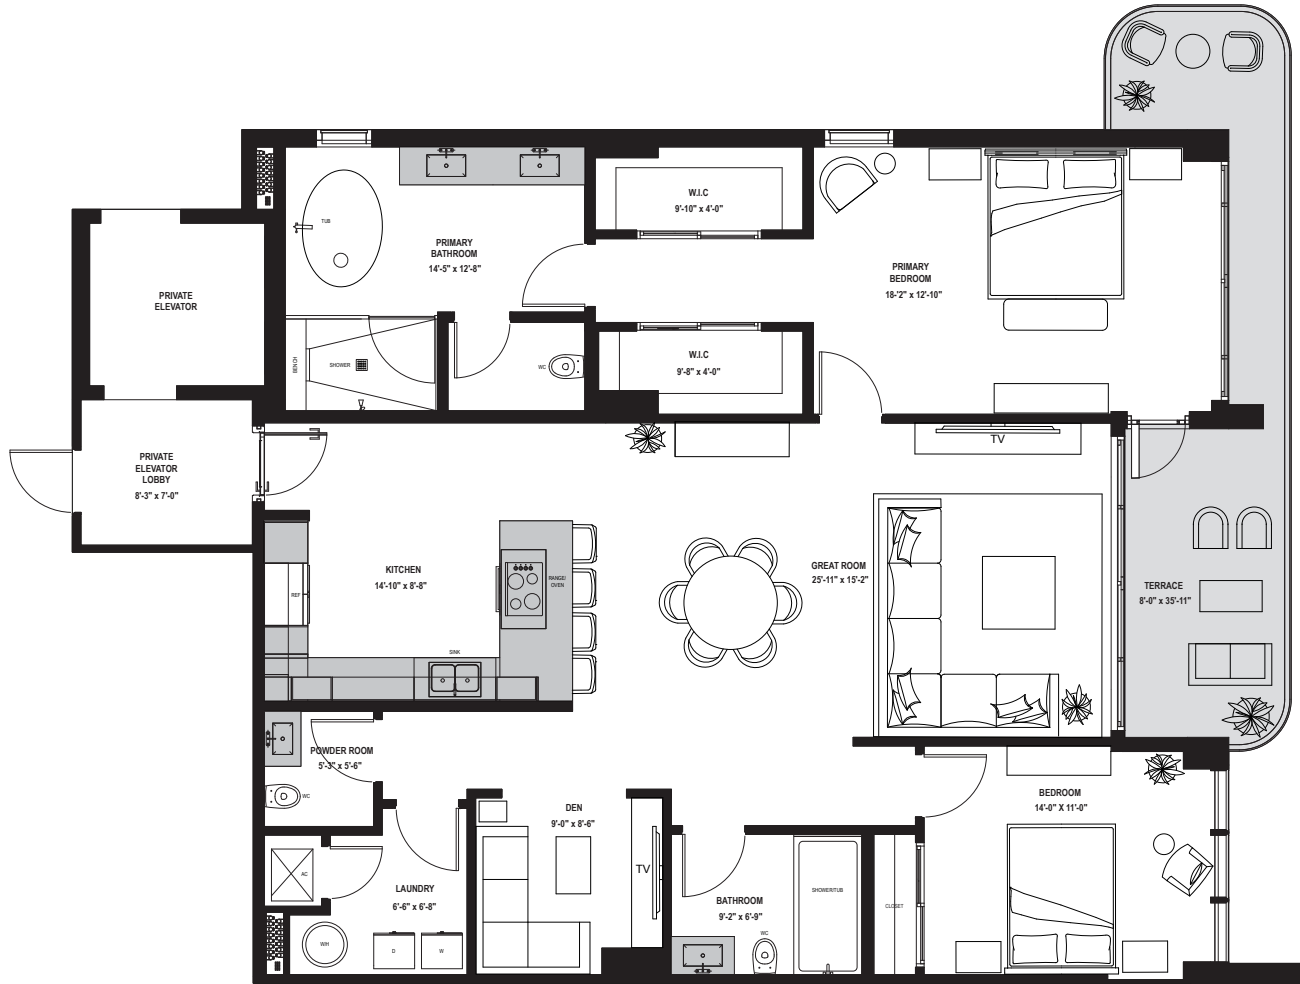 W.I.C
9'-10" x 4'-0"
TUB
PRIMARY
BATHROOM
14'-5" x 12'-8"
PRIMARY
BEDROOM
18-'2" x 12'-10"
PRIVATE
ELEVATOR
BENCH
SHOWER
WC
W.I.C
9'-8" x 4'-0"
TV
PRIVATE
ELEVATOR
LOBBY
8'-3" x 7'-0"
KITCHEN
14'-10" x 8'-8"
RANGE/
OVEN
REF
SINK
GREAT ROOM
25'-11" x 15'-2"
TERRACE
8'-0" x 35'-11"
POWDER ROOM
5'-3" x 5'-6"
WC
DEN
9'-0" x 8'-6"
BEDROOM
14'-0" X 11'-0"
TV
AC
LAUNDRY
6'-6" x 6'-8"
WH
D
W
BATHROOM
9'-2" x 6'-9"
WC
SHOWER/TUB
CLOSET